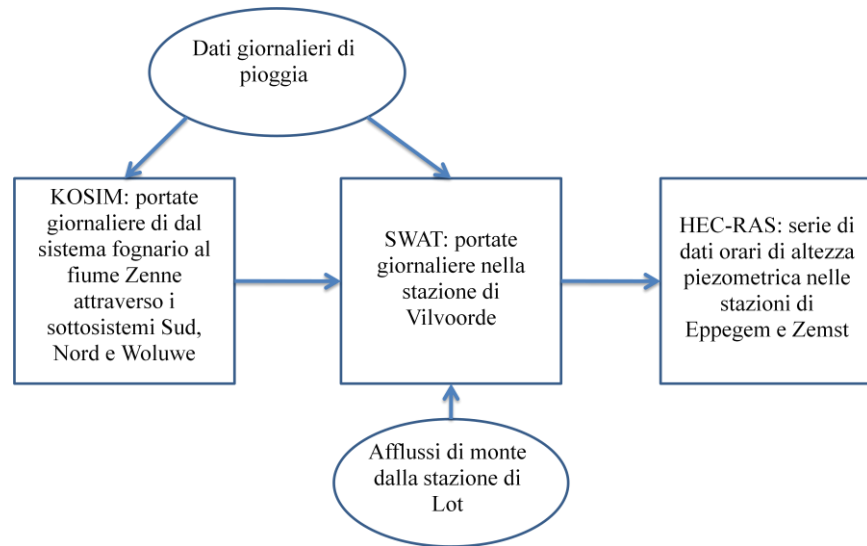 Dati giornalieri di
pioggia
KOSIM: portate
giornaliere di dal
sistema fognario al
fiume Zenne
attraverso i
sottosistemi Sud,
Nord e Woluwe
SWAT: portate
giornaliere nella
stazione di
Vilvoorde
HEC-RAS: serie di
dati orari di altezza
piezometrica nelle
stazioni di
Eppegem e Zemst
Afflussi di monte
dalla stazione di
Lot